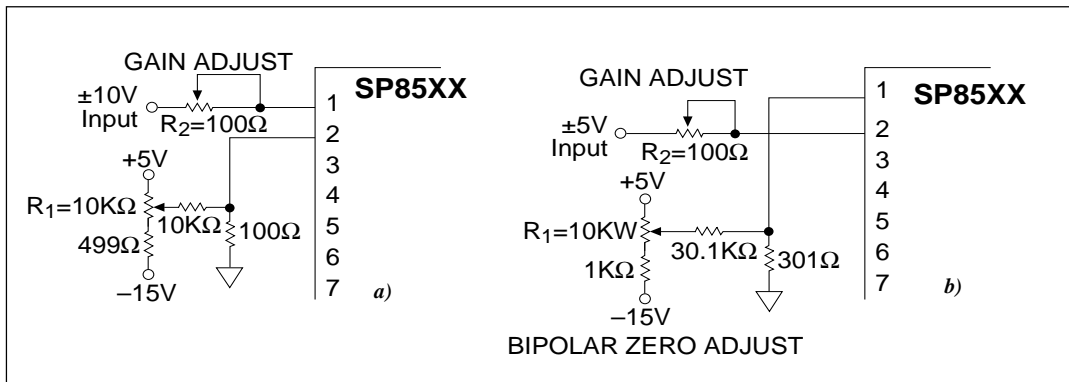 GAIN ADJUST
SP85XX
±10V
Input
R2=100Ω
1
2
3
4
5
6
7
+5V
R1=10KΩ
10KΩ
100Ω
499Ω
–15V
a)
GAIN ADJUST
SP85XX
±5V
Input
R2=100Ω
1
2
3
4
5
6
7
+5V
R1=10KW
30.1KΩ
301Ω
1KΩ
–15V
b)
BIPOLAR ZERO ADJUST